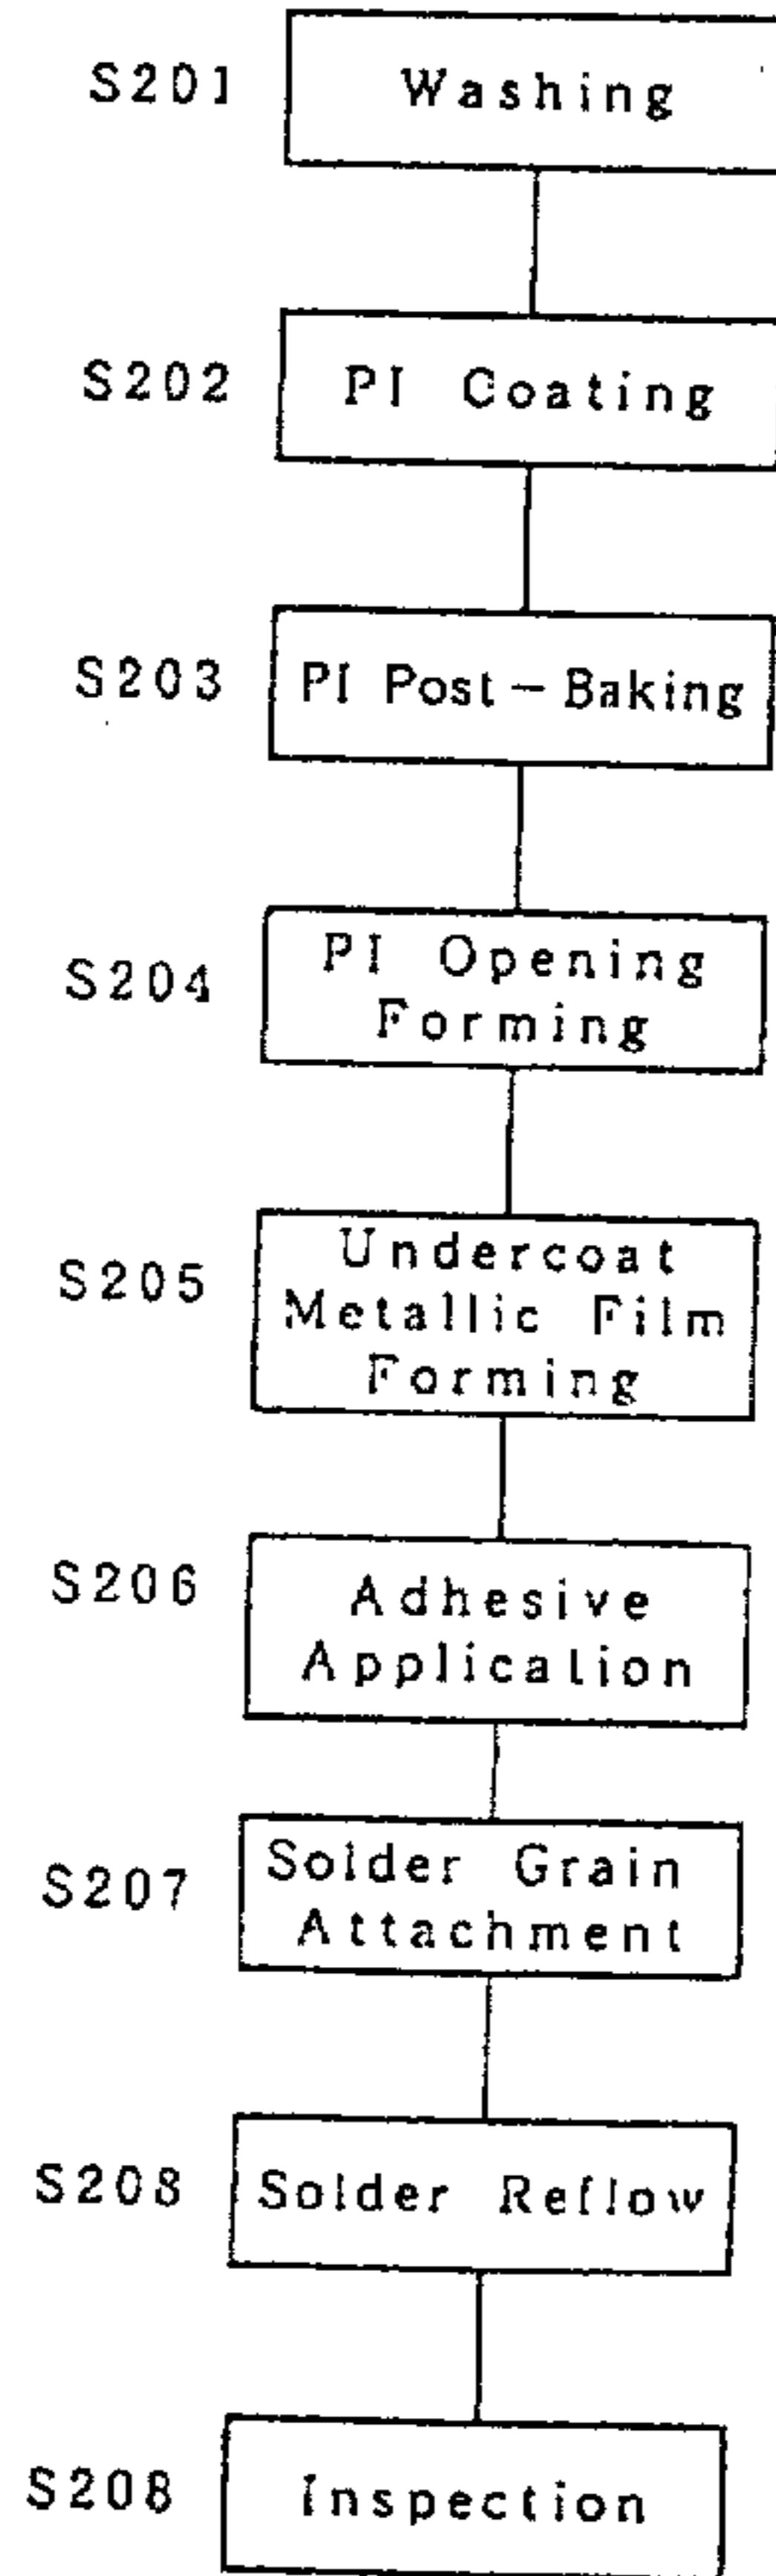 S201 Washing
S202 PI Coating
S203 PI Post-Baking
S204 PI Opening
Forming
S205 Undercoat
Metallic Film
Forming
S206 Adhesive
Application
S207 Solder Grain
Attachment
S208 Solder Reflow
S208 Inspection